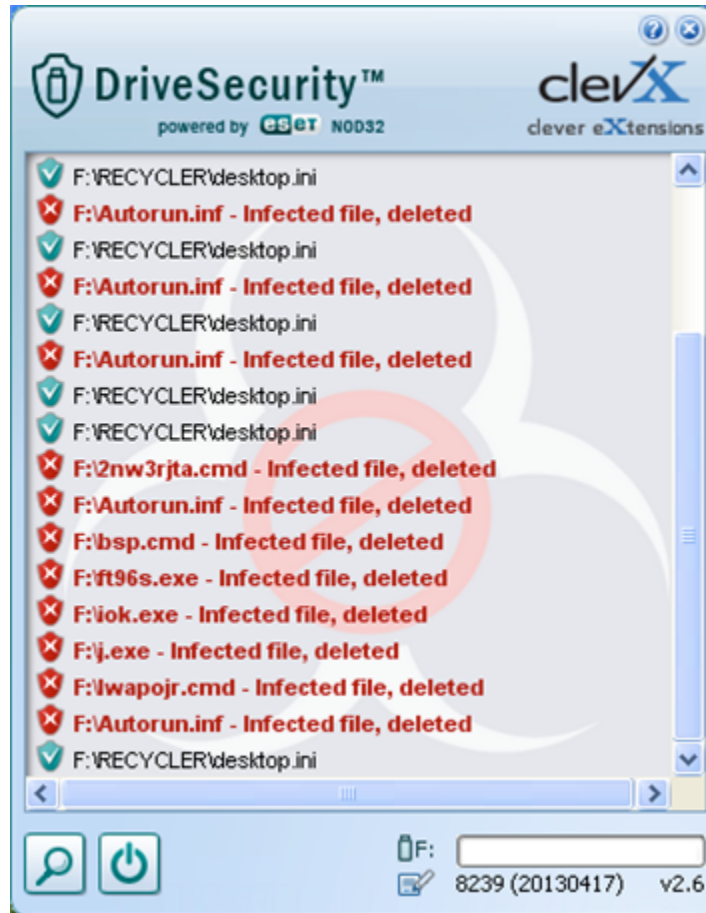 DriveSecurity™
powered by eseT NOD32
clevX
clever eXtensions
F:\RECYCLER\desktop.ini
F:\Autorun.inf - Infected file, deleted
F:\RECYCLER\desktop.ini
F:\Autorun.inf - Infected file, deleted
F:\RECYCLER\desktop.ini
F:\Autorun.inf - Infected file, deleted
F:\RECYCLER\desktop.ini
F:\RECYCLER\desktop.ini
F:\2nw3rjta.cmd - Infected file, deleted
F:\Autorun.inf - Infected file, deleted
F:\bsp.cmd - Infected file, deleted
F:\ft96s.exe - Infected file, deleted
F:\iok.exe - Infected file, deleted
F:\j.exe - Infected file, deleted
F:\lwapojr.cmd - Infected file, deleted
F:\Autorun.inf - Infected file, deleted
F:\RECYCLER\desktop.ini
F:
8239 (20130417) v2.6